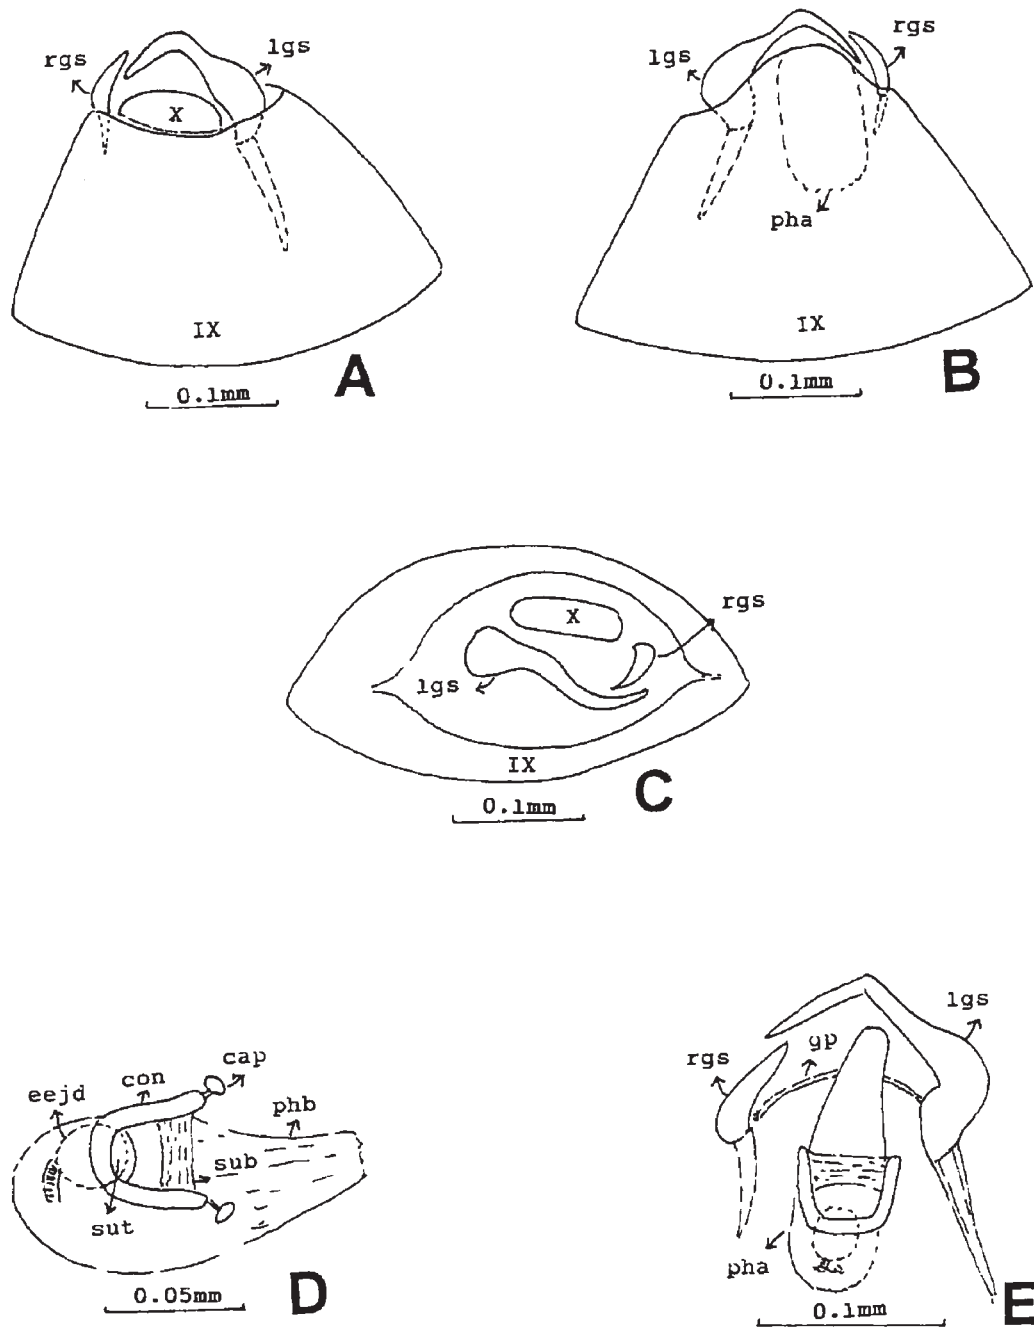 rgs
lgs
X
IX
A
0.1mm
lgs
rgs
pha
IX
B
0.1mm
X
rgs
lgs
IX
C
0.1mm
eejd
con
cap
phb
sub
sut
D
0.05mm
rgs
gp
lgs
pha
E
0.1mm